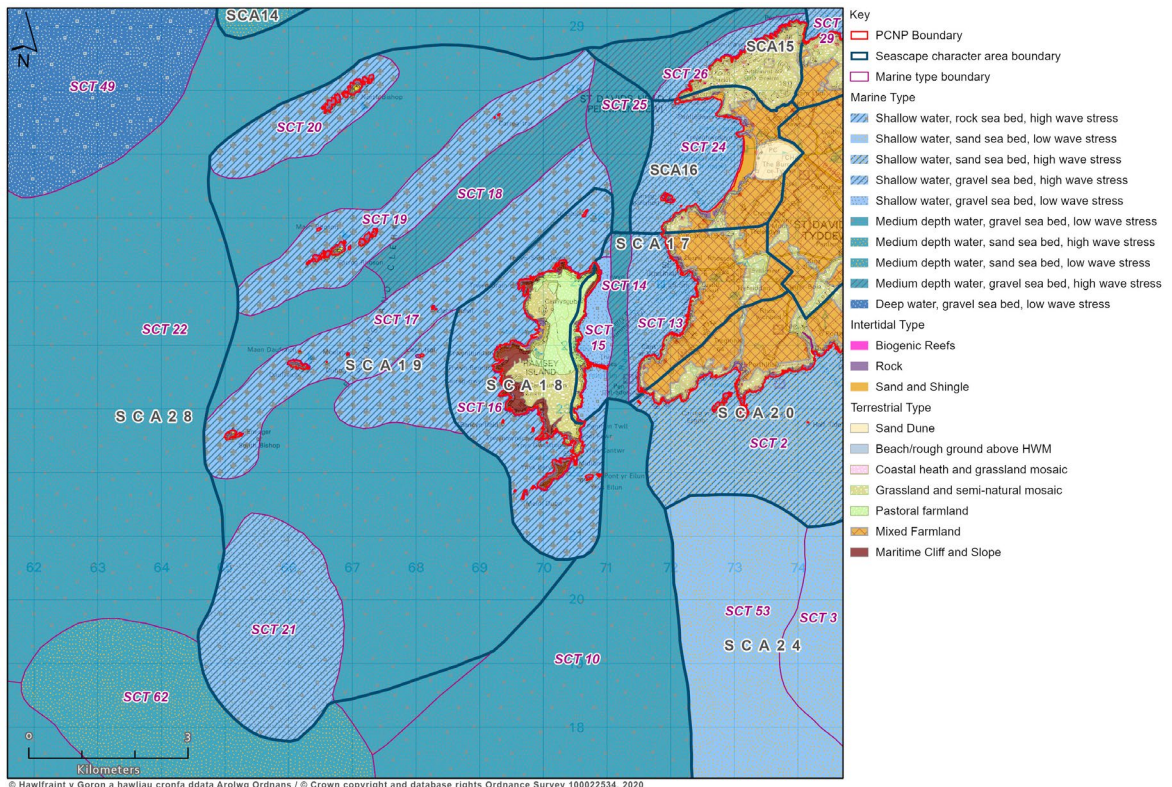 SCA14
29
SCA15
SCT 29
SCT 49
SCT 26
SCT 20
SCT 25
SCT 24
SCA16
SCT 18
SCT 19
SCA17
SCT 14
SCT 22
SCT 17
SCT 15
SCT 13
SCA19
RAMSEY
ISLAND
SCA18
SCT 16
SCA28
SCA20
SCT 2
62
63
65
66
67
68
69
70
71
72
73
74
20
SCT 21
SCT 53
SCT 3
SCA24
SCT 10
SCT 62
18
N
0
3
Kilometers
© Hawlfraint y Goron a hawliau cronfa ddata Arolwg Ordnans / © Crown copyright and database rights Ordnance Survey 100022534, 2020
Key
PCNP Boundary
Seascape character area boundary
Marine type boundary
Marine Type
Shallow water, rock sea bed, high wave stress
Shallow water, sand sea bed, low wave stress
Shallow water, sand sea bed, high wave stress
Shallow water, gravel sea bed, high wave stress
Shallow water, gravel sea bed, low wave stress
Medium depth water, gravel sea bed, low wave stress
Medium depth water, sand sea bed, high wave stress
Medium depth water, sand sea bed, low wave stress
Medium depth water, gravel sea bed, high wave stress
Deep water, gravel sea bed, low wave stress
Intertidal Type
Biogenic Reefs
Rock
Sand and Shingle
Terrestrial Type
Sand Dune
Beach/rough ground above HWM
Coastal heath and grassland mosaic
Grassland and semi-natural mosaic
Pastoral farmland
Mixed Farmland
Maritime Cliff and Slope